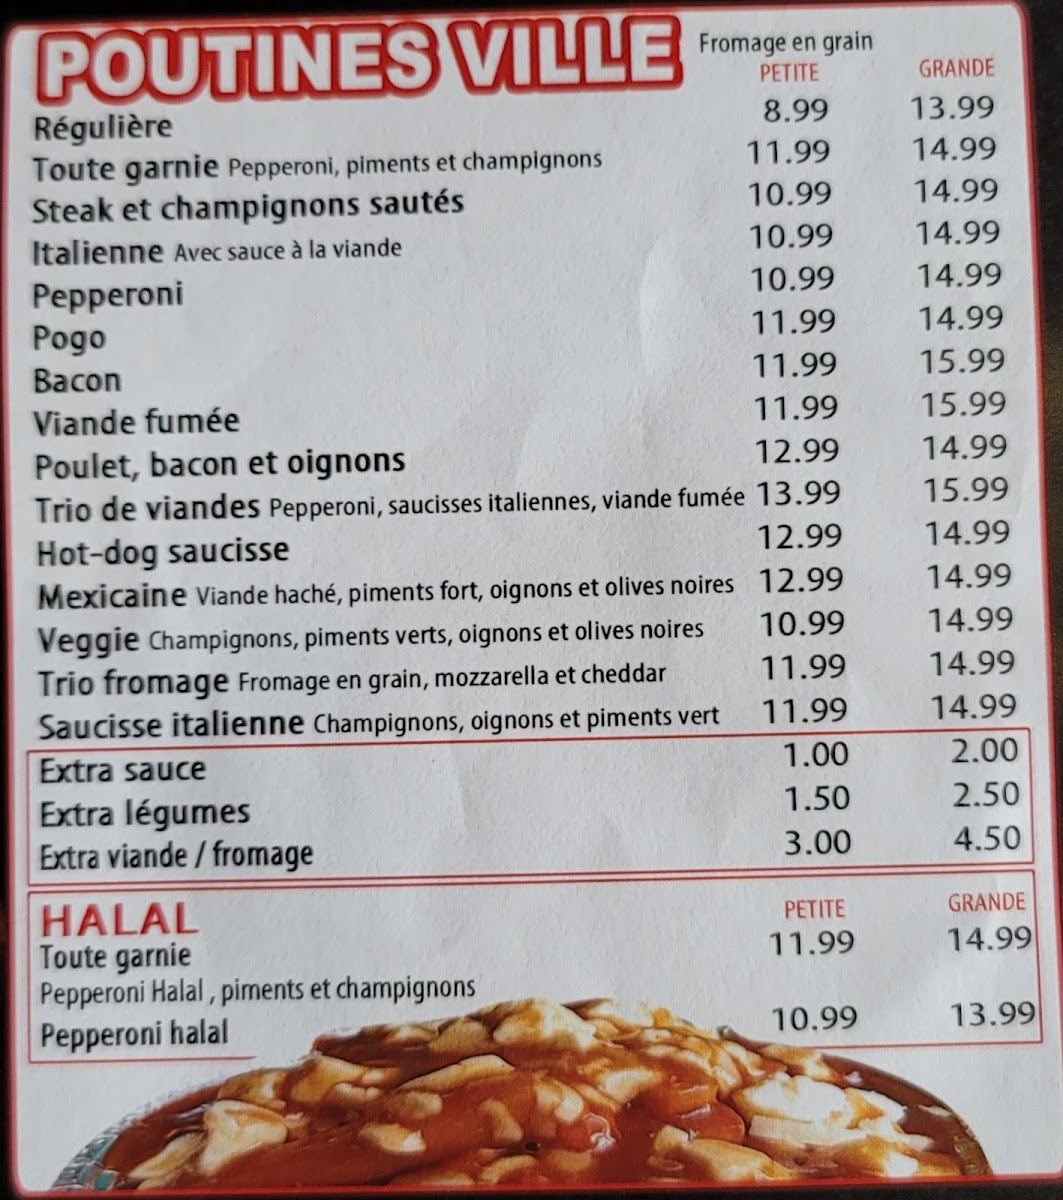 POUTINES VILLE Fromage en grain
PETITE GRANDE
Régulière 8.99 13.99
Toute garnie Pepperoni, piments et champignons 11.99 14.99
Steak et champignons sautés 10.99 14.99
Italienne Avec sauce à la viande 10.99 14.99
Pepperoni 10.99 14.99
Pogo 11.99 14.99
Bacon 11.99 15.99
Viande fumée 11.99 15.99
Poulet, bacon et oignons 12.99 14.99
Trio de viandes Pepperoni, saucisses italiennes, viande fumée 13.99 15.99
Hot-dog saucisse 12.99 14.99
Mexicaine Viande haché, piments fort, oignons et olives noires 12.99 14.99
Veggie Champignons, piments verts, oignons et olives noires 10.99 14.99
Trio fromage Fromage en grain, mozzarella et cheddar 11.99 14.99
Saucisse italienne Champignons, oignons et piments vert 11.99 14.99
Extra sauce 1.00 2.00
Extra légumes 1.50 2.50
Extra viande / fromage 3.00 4.50
HALAL PETITE GRANDE
Toute garnie 11.99 14.99
Pepperoni Halal , piments et champignons
Pepperoni halal 10.99 13.99